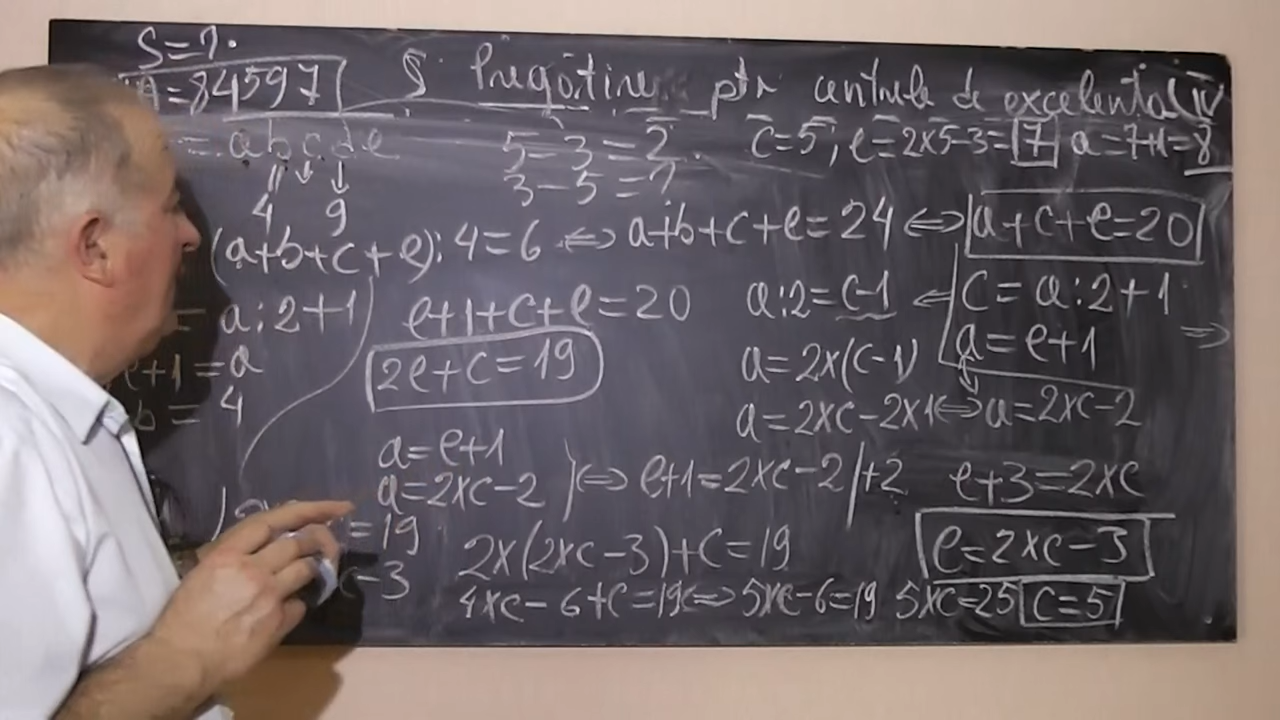 S=?.
A=84597 § Pregătire ptr centrele de excelență IV
= abcde 5-3=2. c=5; e=2x5-3=7 a=7+1=8
3-5=?
4 9
(a+b+c+e):4=6 ⇔ a+b+c+e=24 ⇔ a+c+e=20
= a:2+1 e+1+c+e=20 a:2=c-1 ⇐ c=a:2+1
e+1=a 2e+c=19 a=2x(c-1) a=e+1 ⇒
b=4 a=2xc-2x1 ⇔ a=2xc-2
a=e+1
a=2xc-2 ⇔ e+1=2xc-2 |+2 e+3=2xc
=19 2x(2xc-3)+c=19 e=2xc-3
c-3 4xc-6+c=19 ⇔ 5xc-6=19 5xc=25 c=5